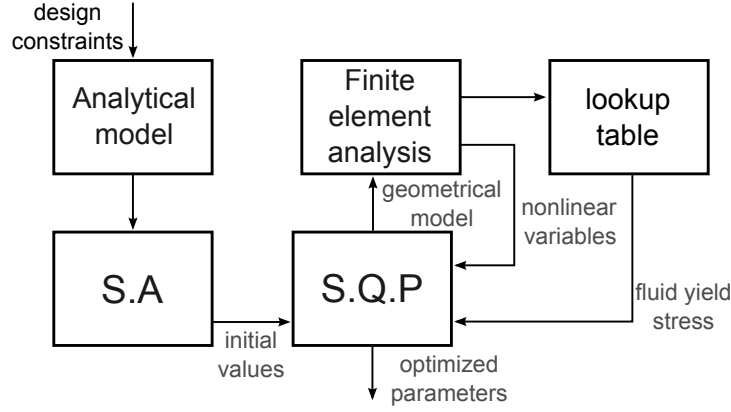 design
constraints
Analytical
model
S.A
initial
values
Finite
element
analysis
geometrical
model
S.Q.P
optimized
parameters
lookup
table
nonlinear
variables
fluid yield
stress